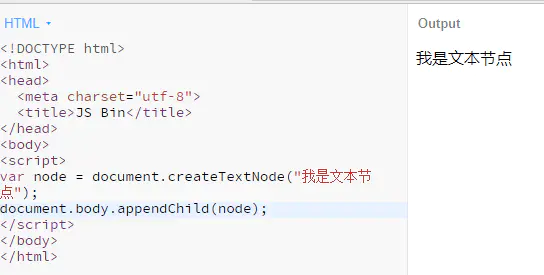 HTML
Output
<!DOCTYPE html>
<html>
<head>
  <meta charset="utf-8">
  <title>JS Bin</title>
</head>
<body>
<script>
var node = document.createTextNode("我是文本节
点");
document.body.appendChild(node);
</script>
</body>
</html>
我是文本节点